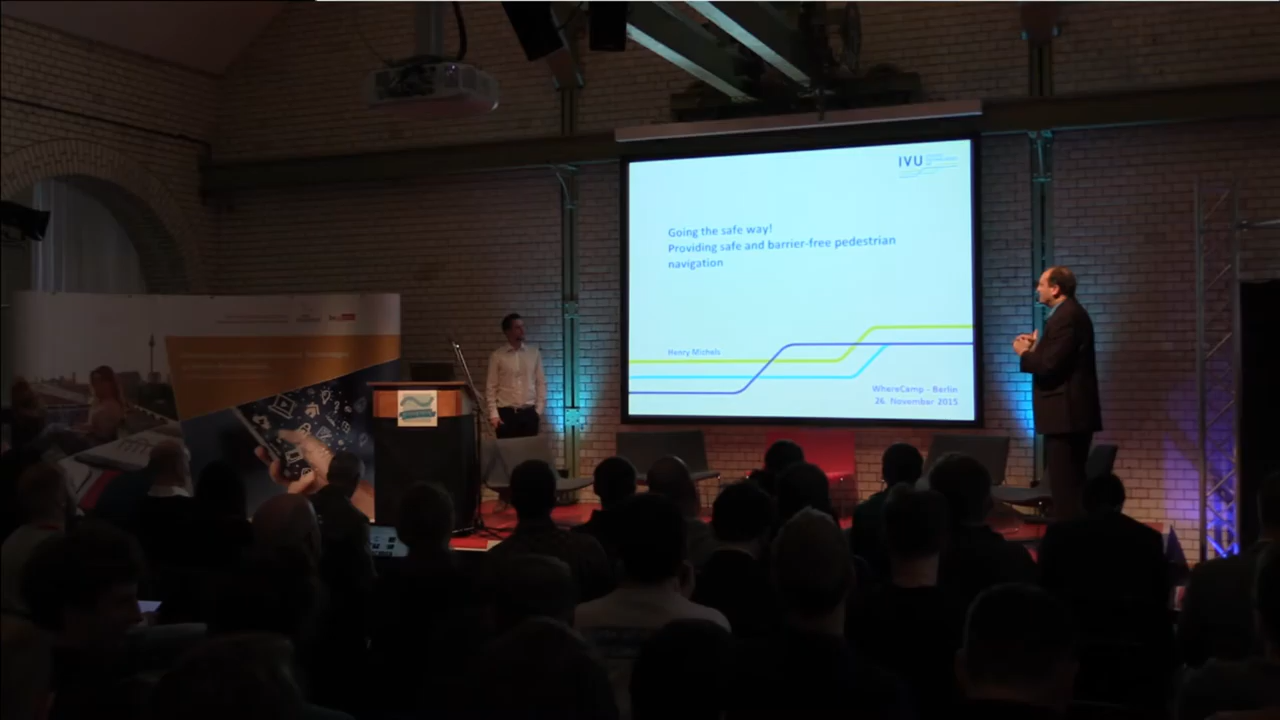 IVU
Going the safe way!
Providing safe and barrier-free pedestrian
navigation
Henry Michels
WhereCamp - Berlin
26. November 2015